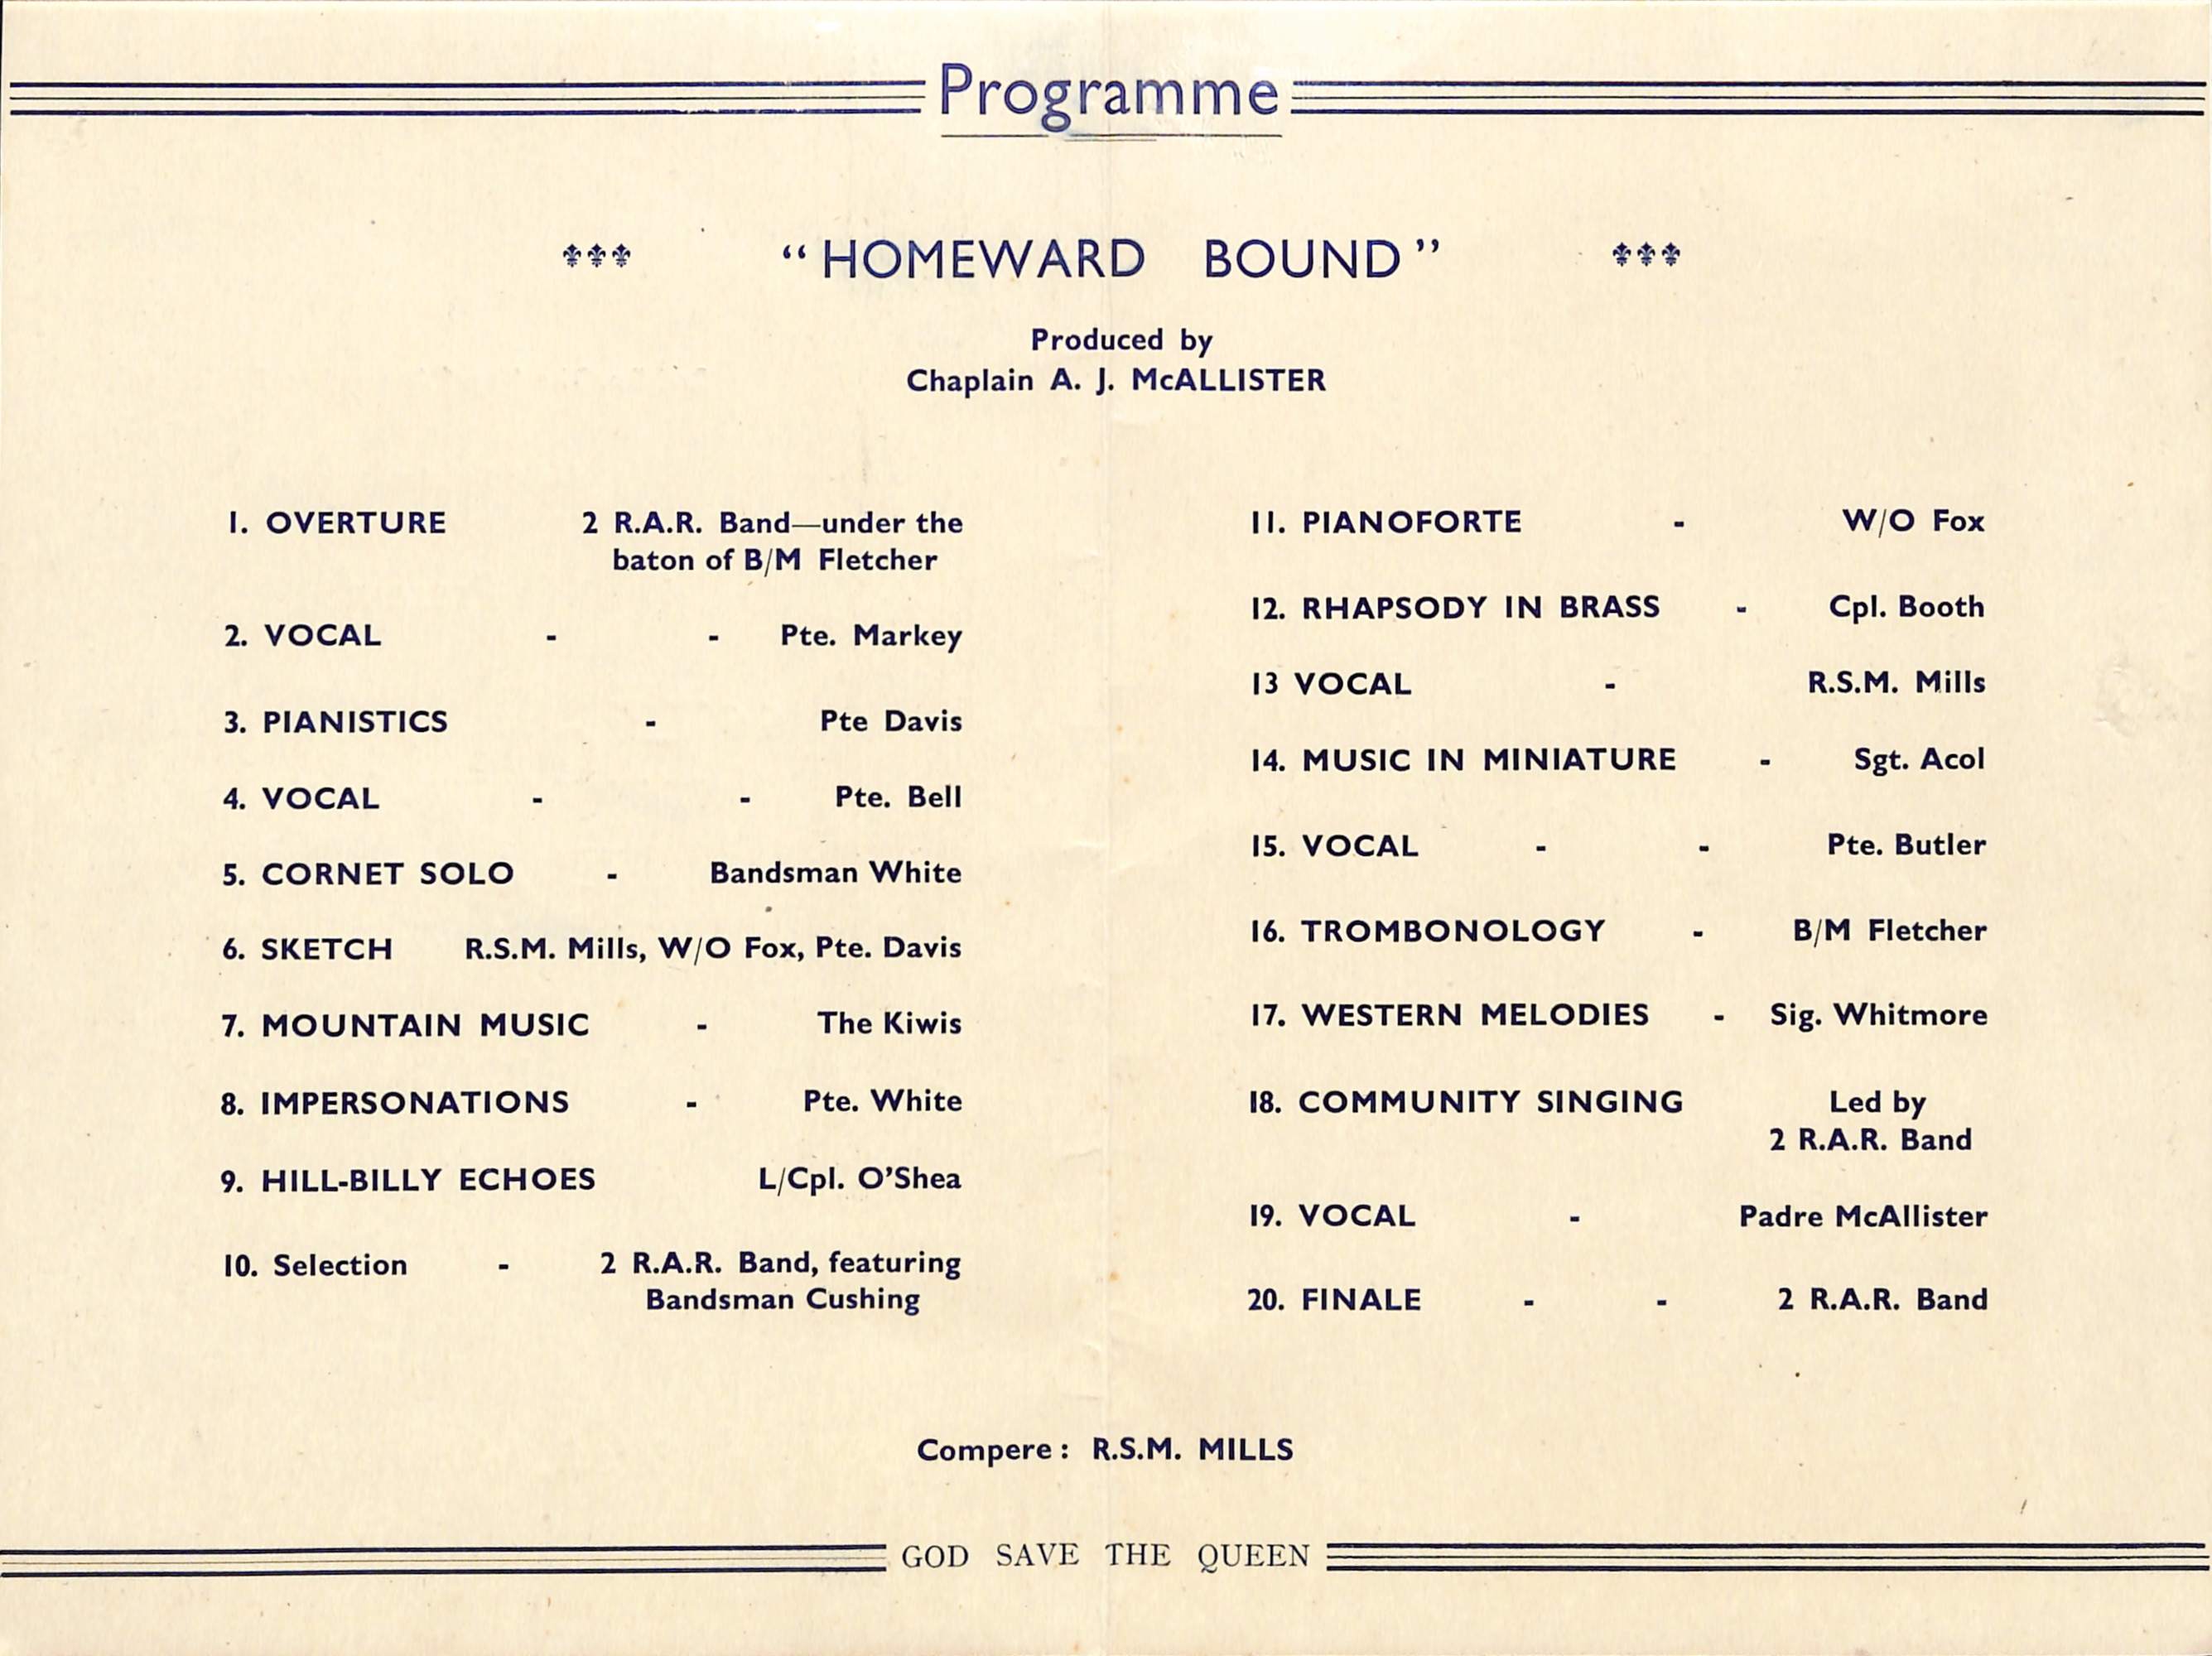 Programme
“HOMEWARD BOUND”
Produced by
Chaplain A. J. McALLISTER
1. OVERTURE 2 R.A.R. Band—under the
baton of B/M Fletcher
2. VOCAL - - Pte. Markey
3. PIANISTICS - Pte Davis
4. VOCAL - - Pte. Bell
5. CORNET SOLO - Bandsman White
6. SKETCH R.S.M. Mills, W/O Fox, Pte. Davis
7. MOUNTAIN MUSIC - The Kiwis
8. IMPERSONATIONS - Pte. White
9. HILL-BILLY ECHOES L/Cpl. O’Shea
10. Selection - 2 R.A.R. Band, featuring
Bandsman Cushing
11. PIANOFORTE - W/O Fox
12. RHAPSODY IN BRASS - Cpl. Booth
13 VOCAL - R.S.M. Mills
14. MUSIC IN MINIATURE - Sgt. Acol
15. VOCAL - - Pte. Butler
16. TROMBONOLOGY - B/M Fletcher
17. WESTERN MELODIES - Sig. Whitmore
18. COMMUNITY SINGING Led by
2 R.A.R. Band
19. VOCAL - Padre McAllister
20. FINALE - - 2 R.A.R. Band
Compere : R.S.M. MILLS
GOD SAVE THE QUEEN